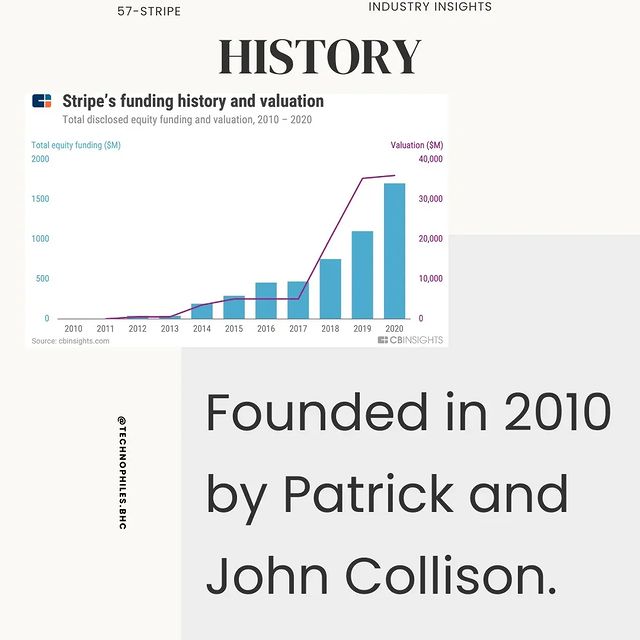 57-STRIPE
INDUSTRY INSIGHTS
HISTORY
Stripe's funding history and valuation
Total disclosed equity funding and valuation, 2010 – 2020
Total equity funding ($M)
Valuation ($M)
2000
40,000
1500
30,000
1000
20,000
500
10,000
0
0
2010 2011 2012 2013 2014 2015 2016 2017 2018 2019 2020
Source: cbinsights.com
CBINSIGHTS
@TECHNOPHILES.BHC
Founded in 2010
by Patrick and
John Collison.